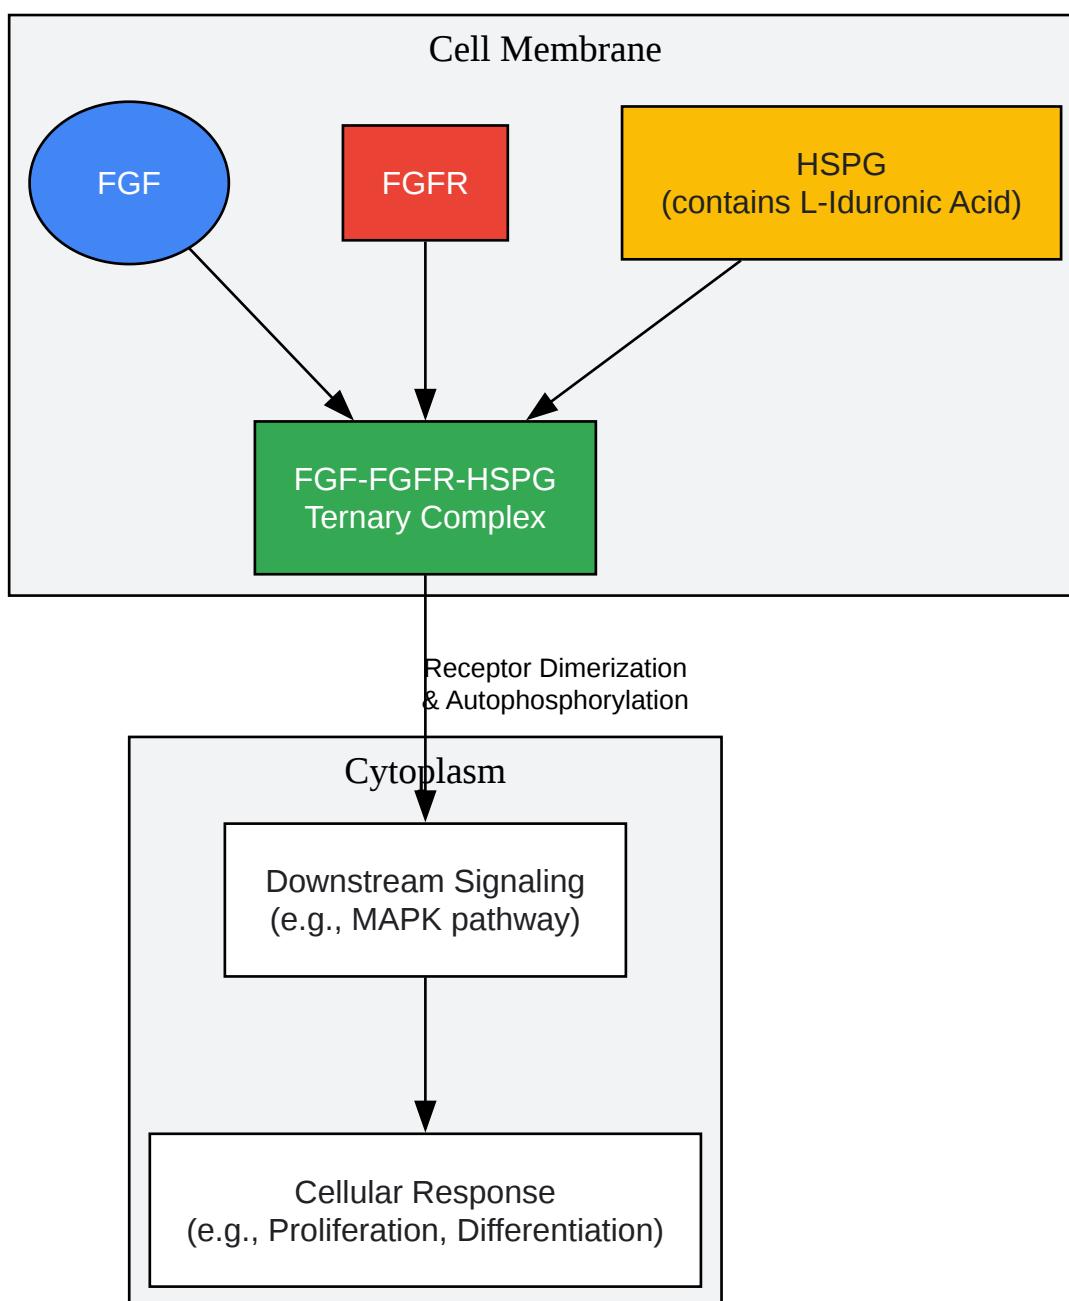 Cell Membrane
FGF
FGFR
HSPG
(contains L-Iduronic Acid)
FGF-FGFR-HSPG
Ternary Complex
Receptor Dimerization
& Autophosphorylation
Cytoplasm
Downstream Signaling
(e.g., MAPK pathway)
Cellular Response
(e.g., Proliferation, Differentiation)